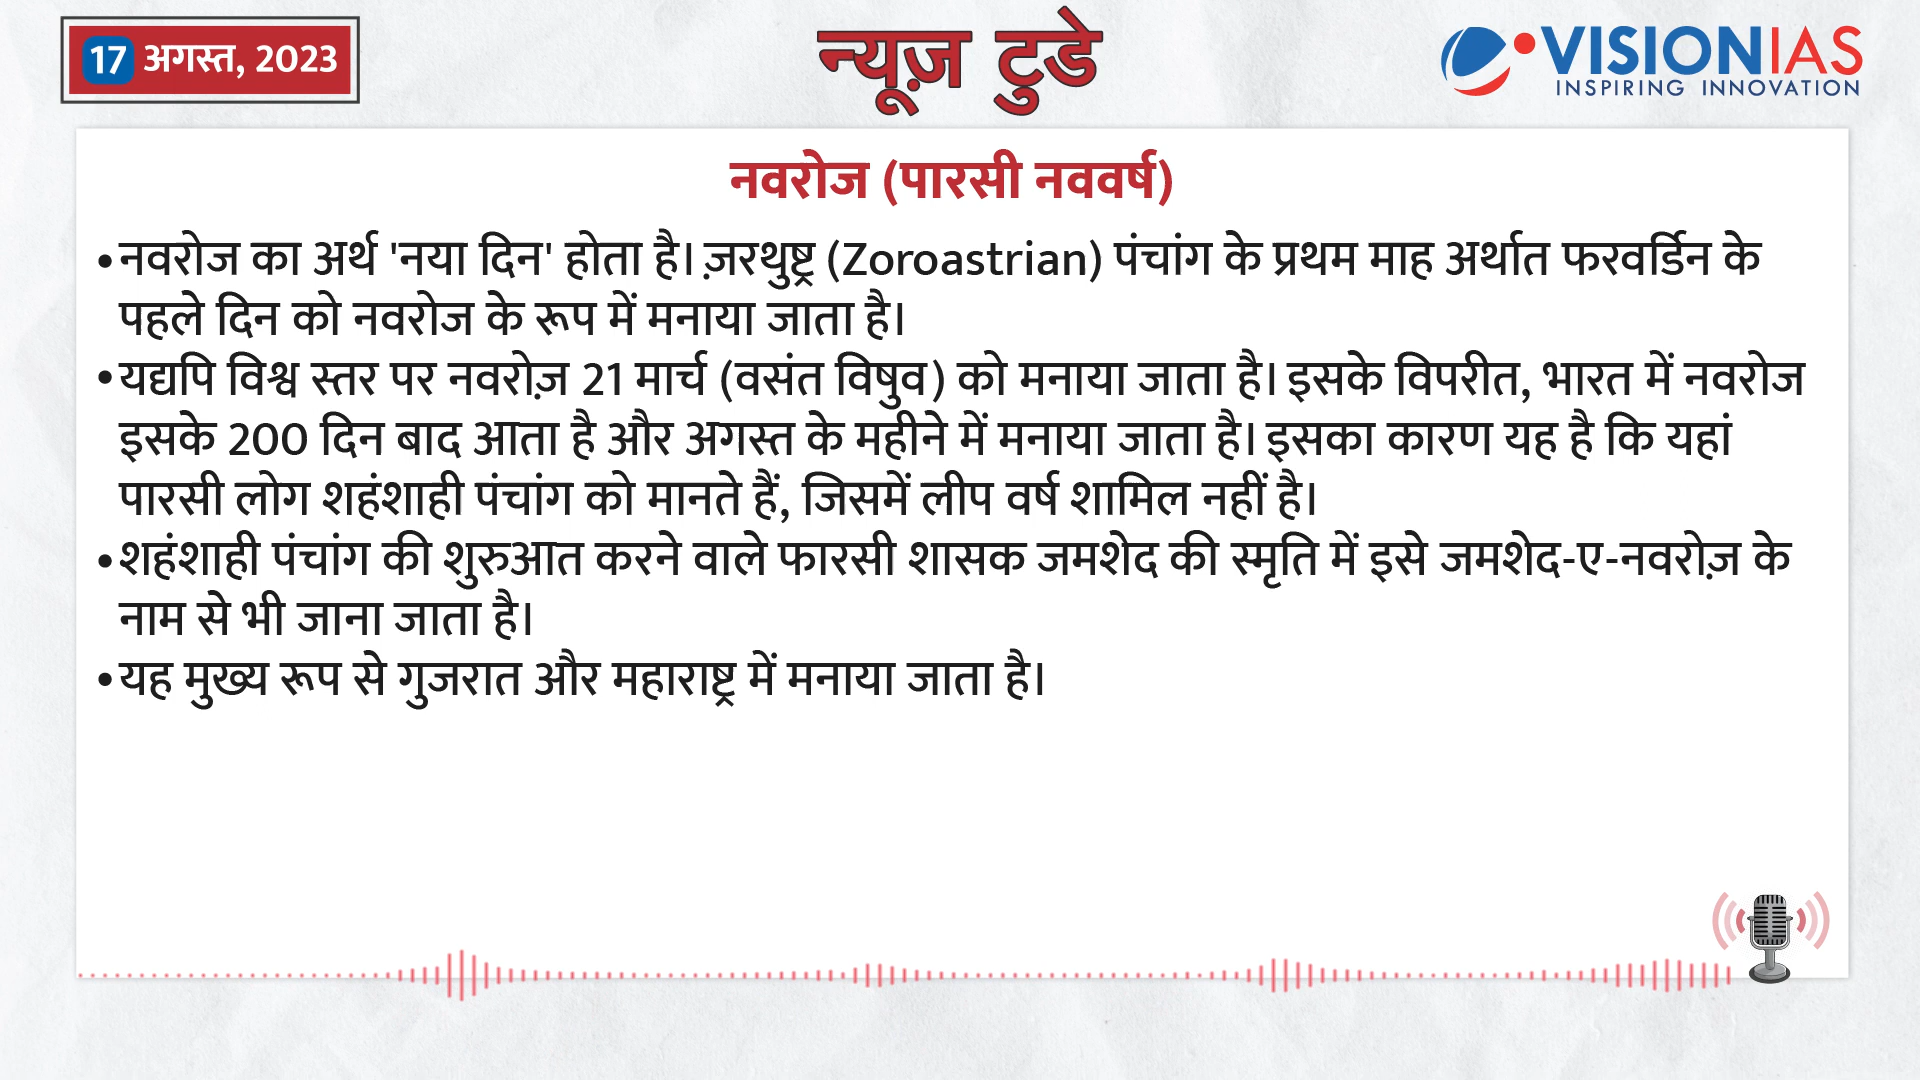 17 अगस्त, 2023
न्यूज़ टुडे
VISIONIAS
INSPIRING INNOVATION
नवरोज (पारसी नववर्ष)
•नवरोज का अर्थ 'नया दिन' होता है। ज़रथुष्ट्र (Zoroastrian) पंचांग के प्रथम माह अर्थात फरवर्डिन के
पहले दिन को नवरोज के रूप में मनाया जाता है।
•यद्यपि विश्व स्तर पर नवरोज़ 21 मार्च (वसंत विषुव) को मनाया जाता है। इसके विपरीत, भारत में नवरोज
इसके 200 दिन बाद आता है और अगस्त के महीने में मनाया जाता है। इसका कारण यह है कि यहां
पारसी लोग शहंशाही पंचांग को मानते हैं, जिसमें लीप वर्ष शामिल नहीं है।
•शहंशाही पंचांग की शुरुआत करने वाले फारसी शासक जमशेद की स्मृति में इसे जमशेद-ए-नवरोज़ के
नाम से भी जाना जाता है।
•यह मुख्य रूप से गुजरात और महाराष्ट्र में मनाया जाता है।